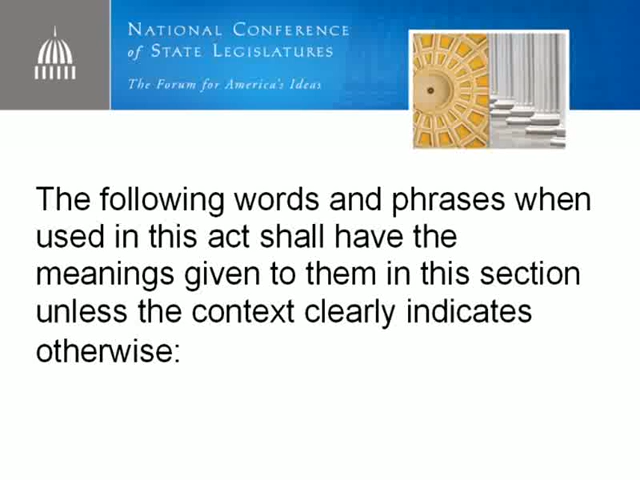 NATIONAL CONFERENCE
of STATE LEGISLATURES
The Forum for America's Ideas
The following words and phrases when
used in this act shall have the
meanings given to them in this section
unless the context clearly indicates
otherwise: